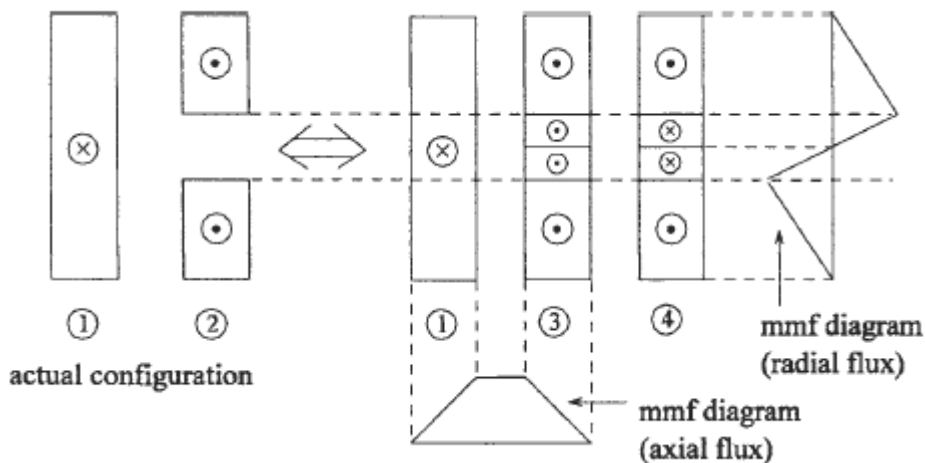 ① ② ① ③ ④
actual configuration
mmf diagram
(radial flux)
mmf diagram
(axial flux)